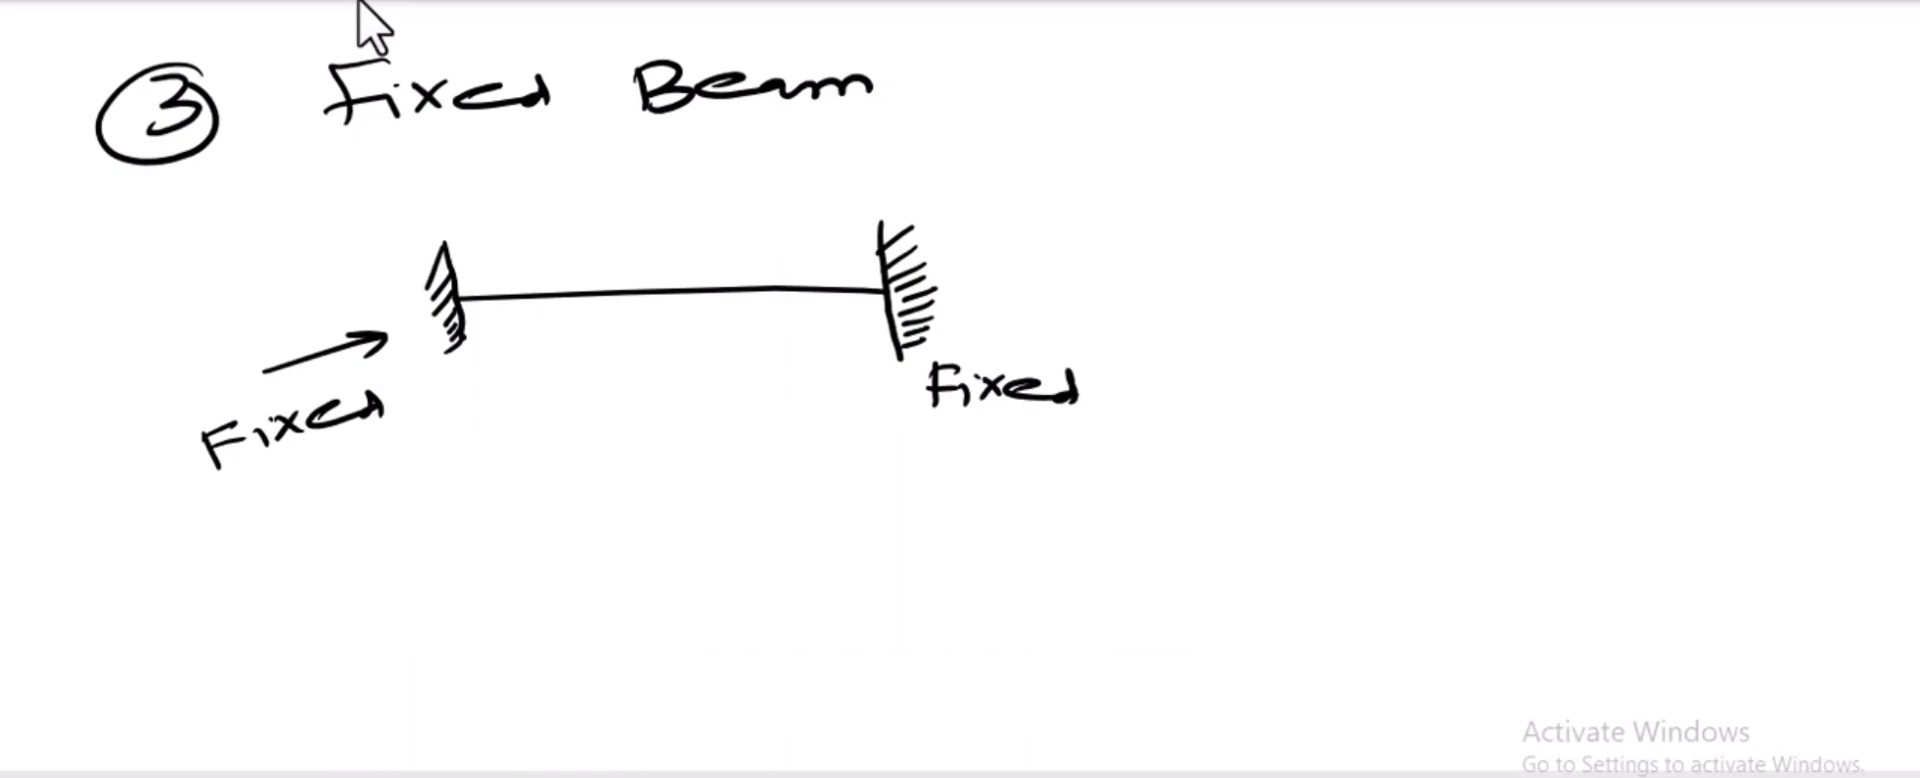 3 Fixed Beam
Fixed
Fixed
Activate Windows
Go to Settings to activate Windows.